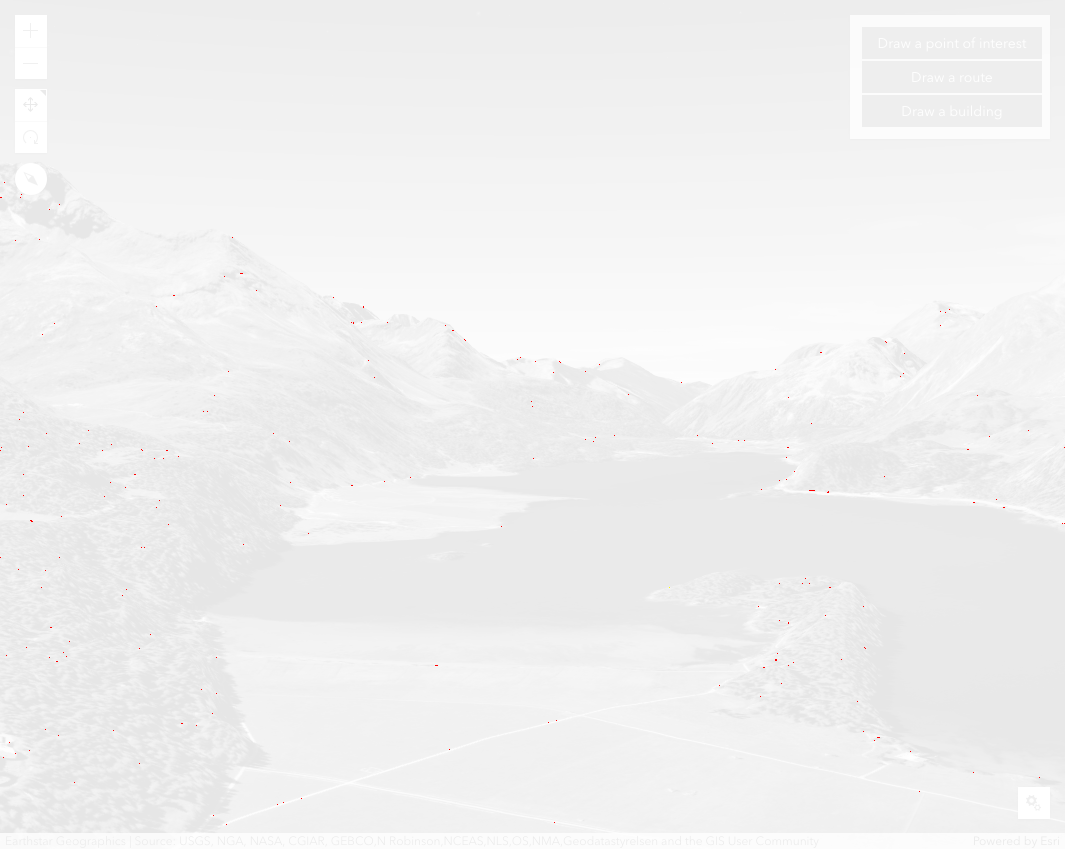 Draw a point of interest
Draw a route
Draw a building
Earthstar Geographics | Source: USGS, NGA, NASA, CGIAR, GEBCO,N Robinson,NCEAS,NLS,OS,NMA,Geodatastyrelsen and the GIS User Community
Powered by Esri